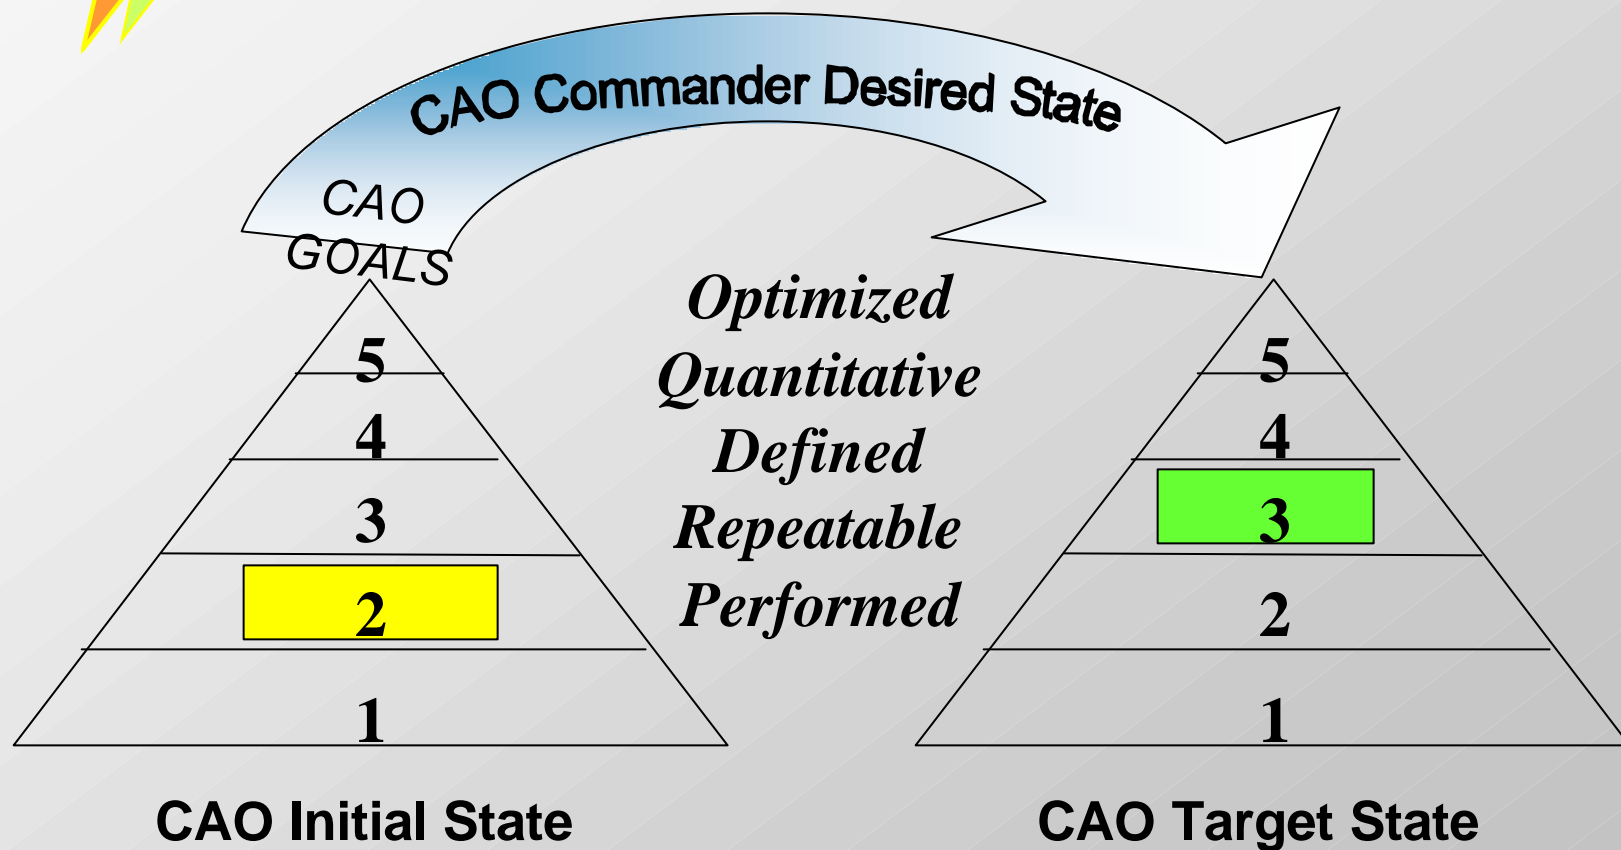 CAO Commander Desired State
CAO
GOALS
5
4
3
2
1
Optimized
Quantitative
Defined
Repeatable
Performed
5
4
3
2
1
CAO Initial State
CAO Target State